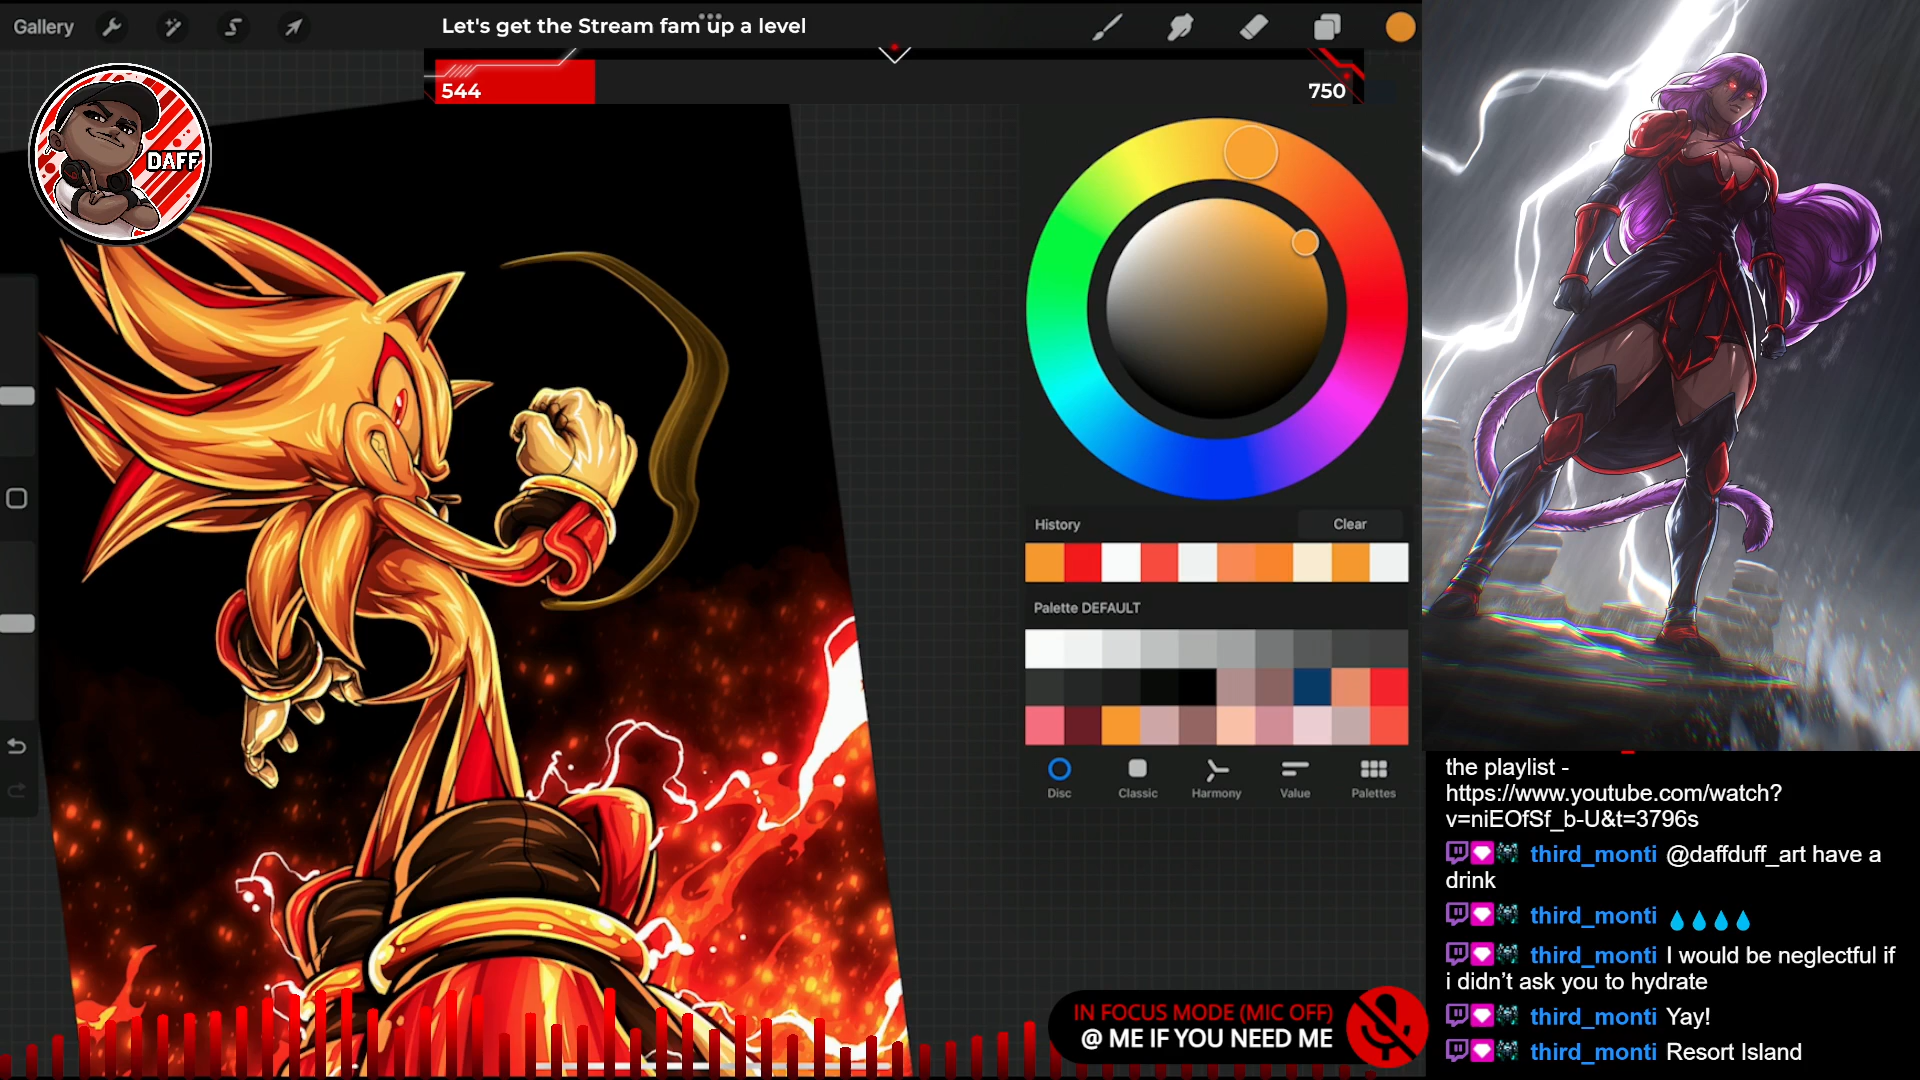 Gallery
Let's get the Stream fam up a level
544
750
DAFF
History
Clear
Palette DEFAULT
Disc
Classic
Harmony
Value
Palettes
the playlist -
https://www.youtube.com/watch?
v=niEOfSf_b-U&t=3796s
third_monti @daffduff_art have a
drink
third_monti 💧💧💧💧
third_monti I would be neglectful if
i didn't ask you to hydrate
third_monti Yay!
third_monti Resort Island
IN FOCUS MODE (MIC OFF)
@ ME IF YOU NEED ME